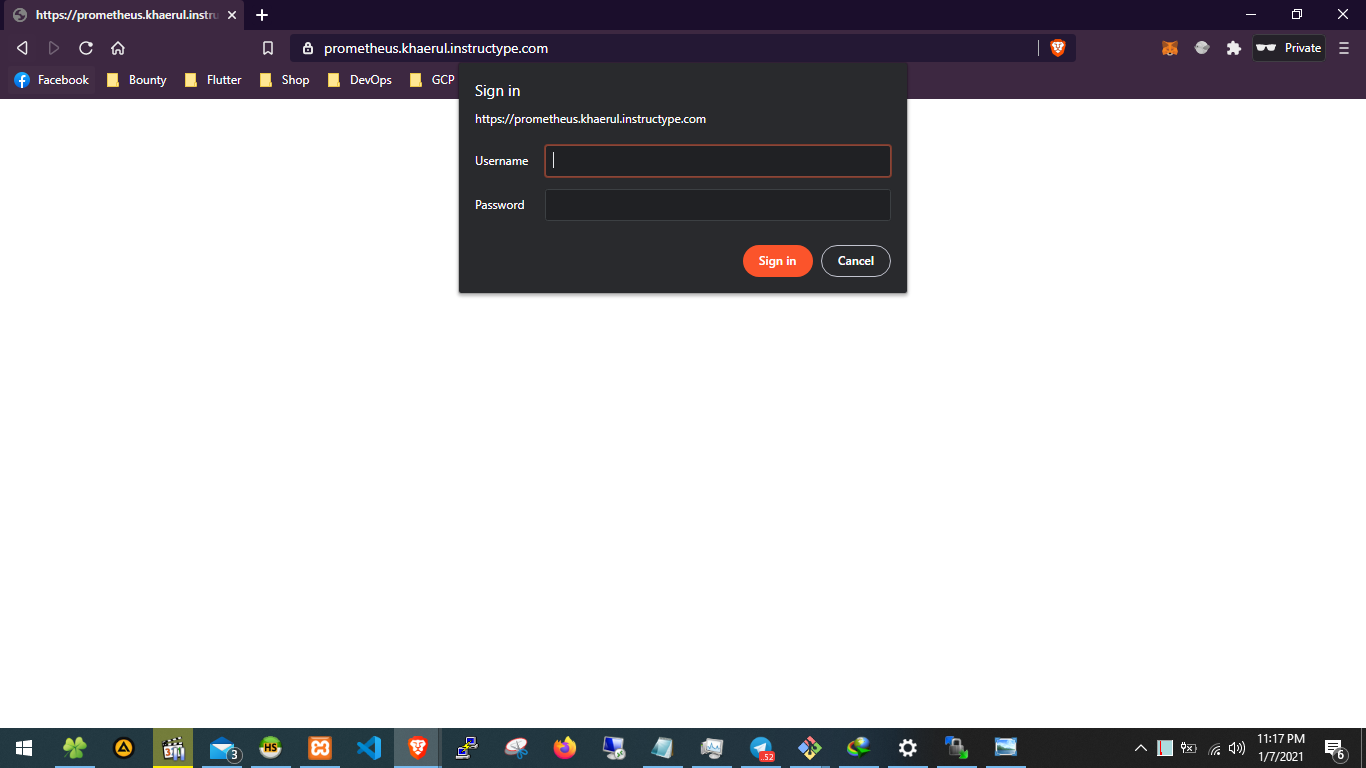 https://prometheus.khaerul.instru
prometheus.khaerul.instructype.com
Private
Facebook
Bounty
Flutter
Shop
DevOps
GCP
Sign in
https://prometheus.khaerul.instructype.com
Username
Password
Sign in
Cancel
3
HS
.52
11:17 PM
1/7/2021
6